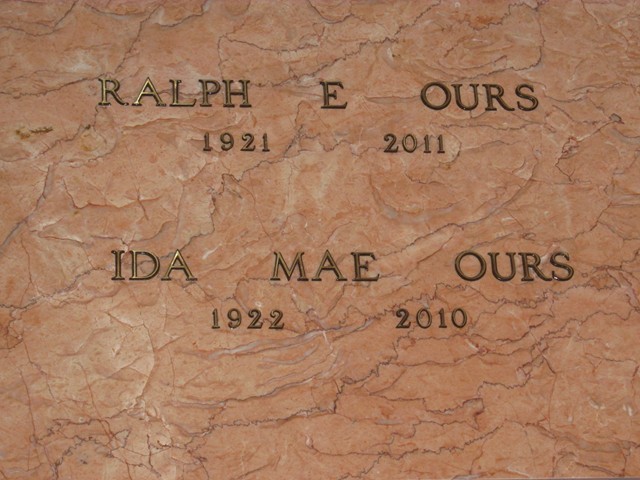 RALPH E OURS
1921 2011
IDA MAE OURS
1922 2010